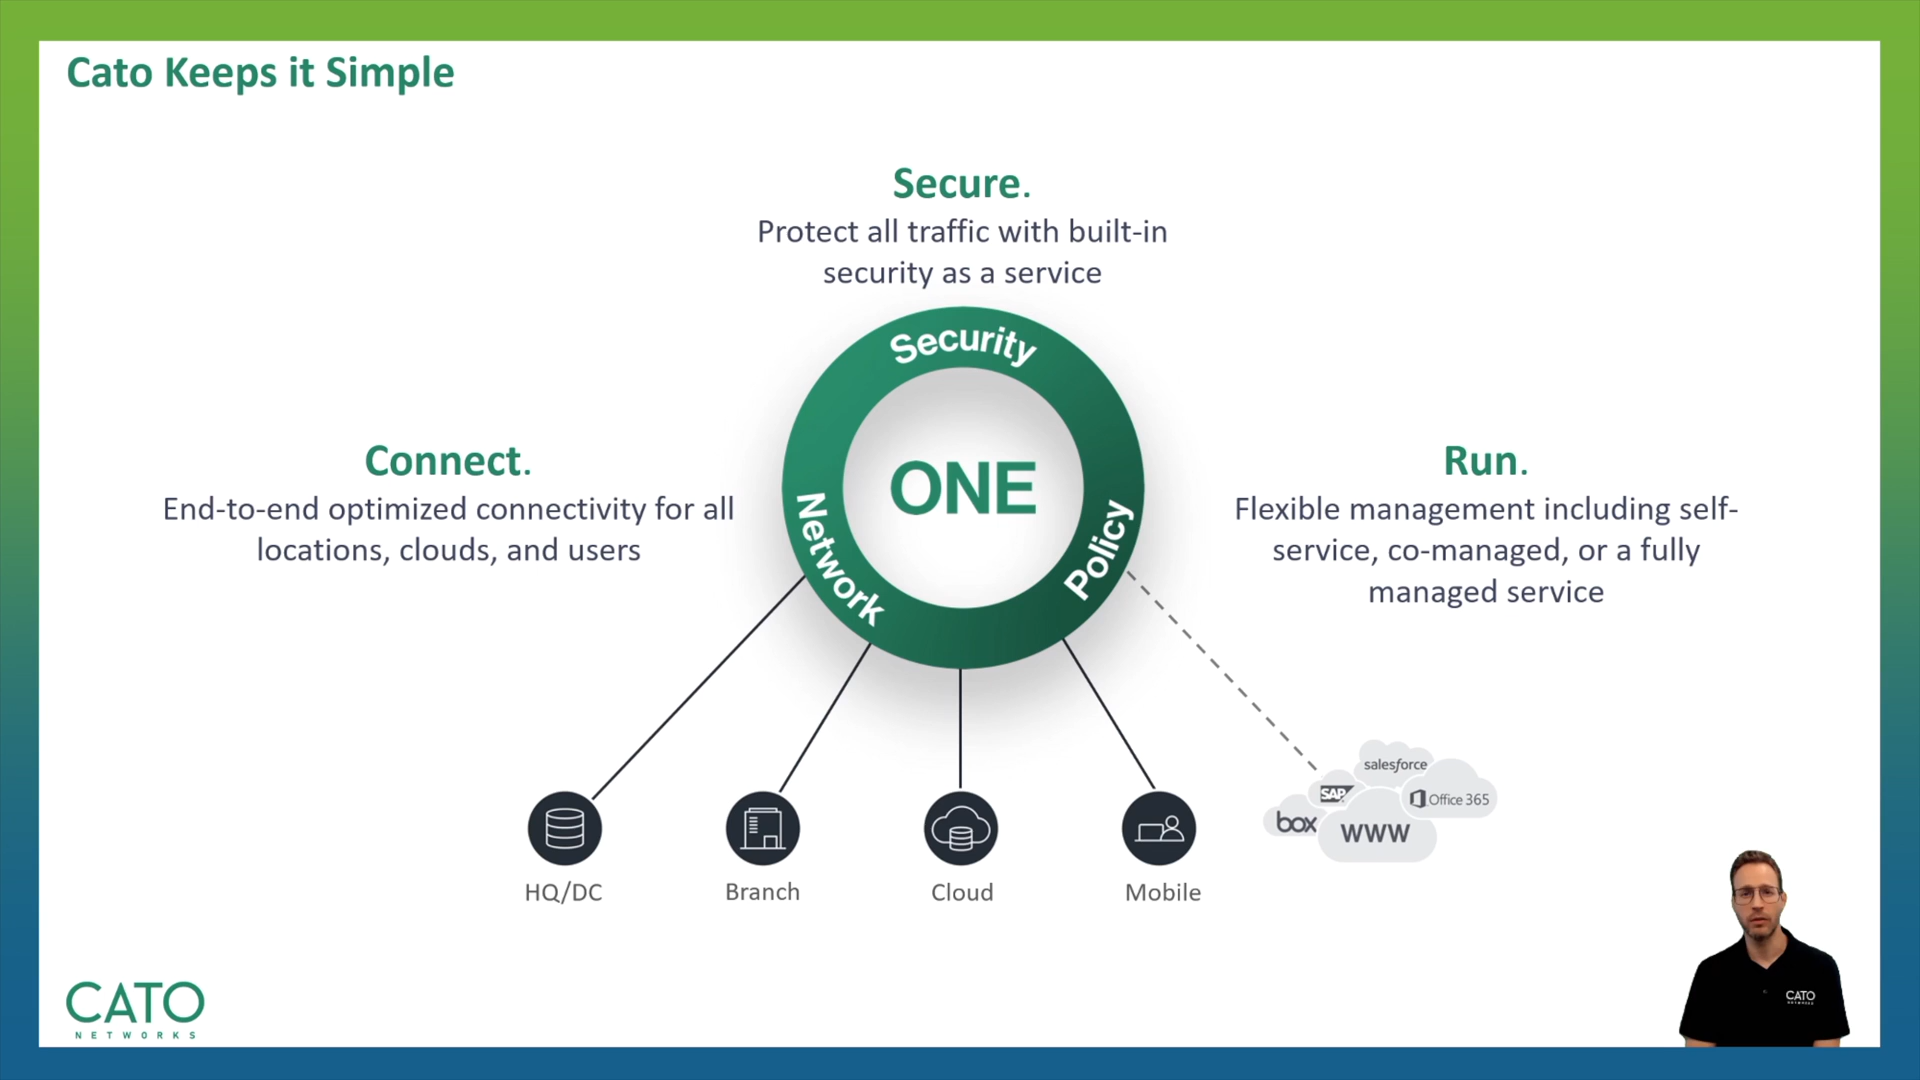 Cato Keeps it Simple
Secure.
Protect all traffic with built-in
security as a service
Security
Network
Policy
ONE
Connect.
End-to-end optimized connectivity for all
locations, clouds, and users
Run.
Flexible management including self-
service, co-managed, or a fully
managed service
salesforce
SAP
Office 365
box
WWW
HQ/DC
Branch
Cloud
Mobile
CATO
NETWORKS
CATO
NETWORKS